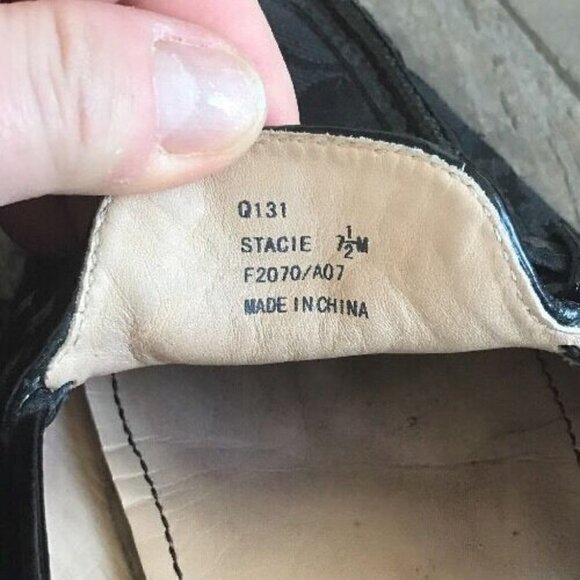 Q131
STACIE 7½M
F2070/A07
MADE IN CHINA